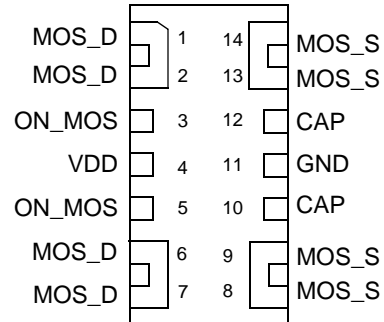 MOS_D 1 14 MOS_S
MOS_D 2 13 MOS_S
ON_MOS 3 12 CAP
VDD 4 11 GND
ON_MOS 5 10 CAP
MOS_D 6 9 MOS_S
MOS_D 7 8 MOS_S